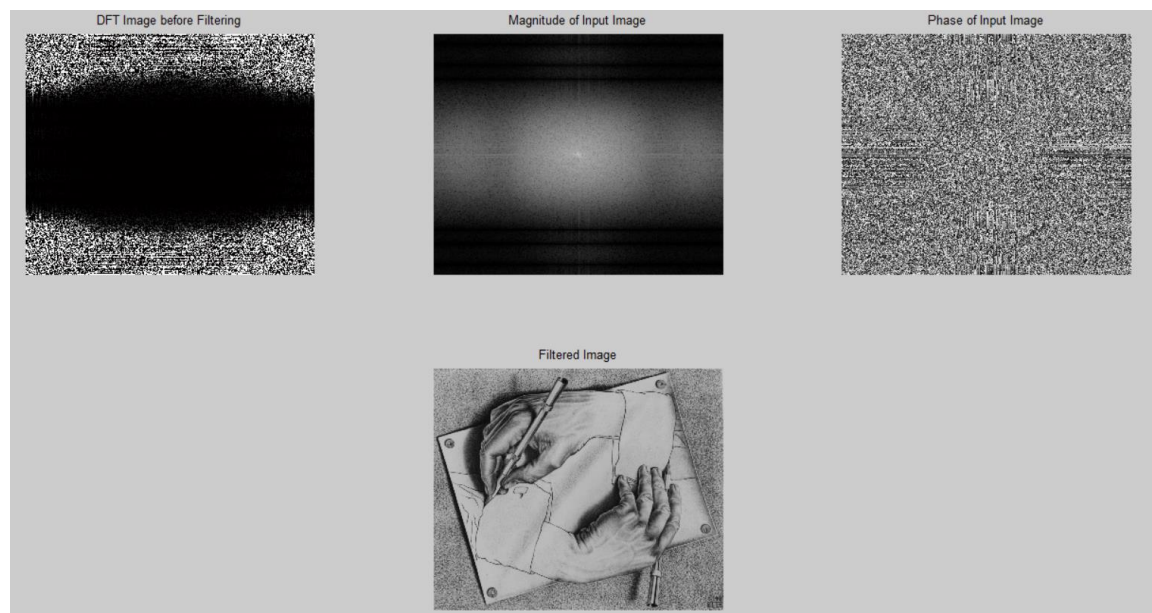 DFT Image before Filtering
Magnitude of Input Image
Phase of Input Image
Filtered Image